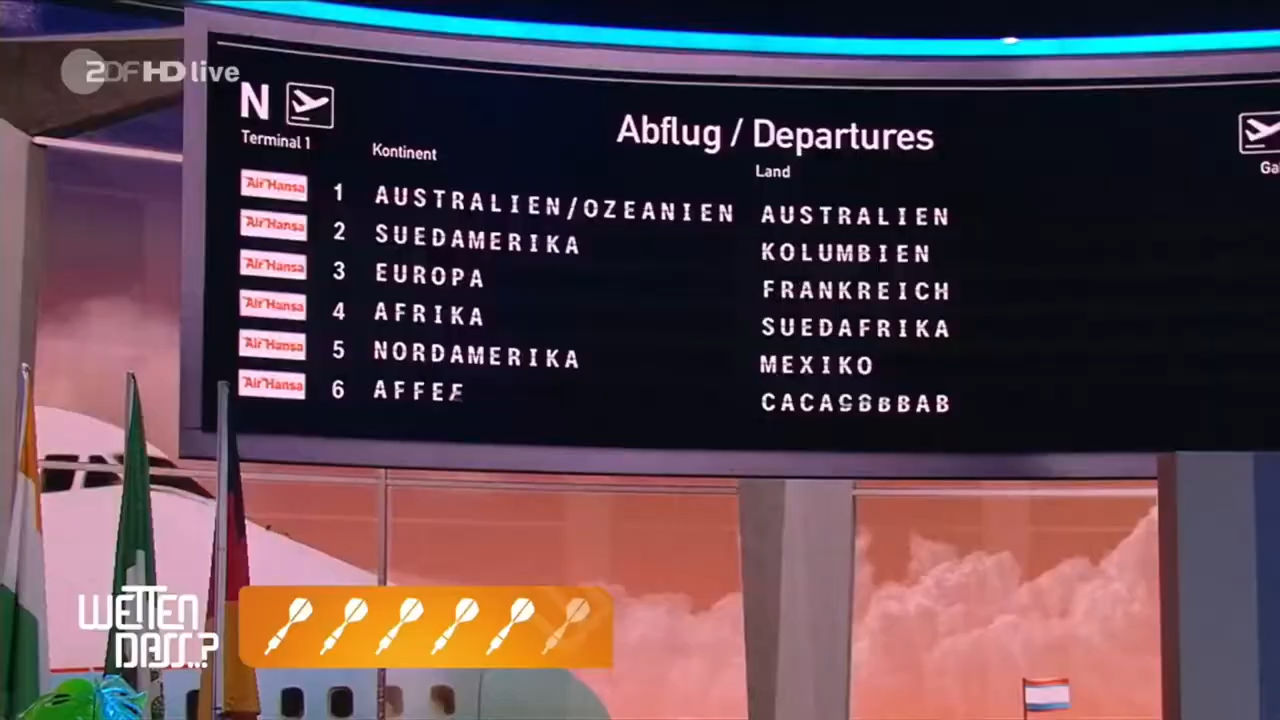 ZDFHD live
N
Abflug / Departures
Terminal 1
Kontinent
Land
Ga
Air Hansa 1 AUSTRALIEN/OZEANIEN AUSTRALIEN
Air Hansa 2 SUEDAMERIKA KOLUMBIEN
Air Hansa 3 EUROPA FRANKREICH
Air Hansa 4 AFRIKA SUEDAFRIKA
Air Hansa 5 NORDAMERIKA MEXIKO
Air Hansa 6
WETTEN
DASS..?